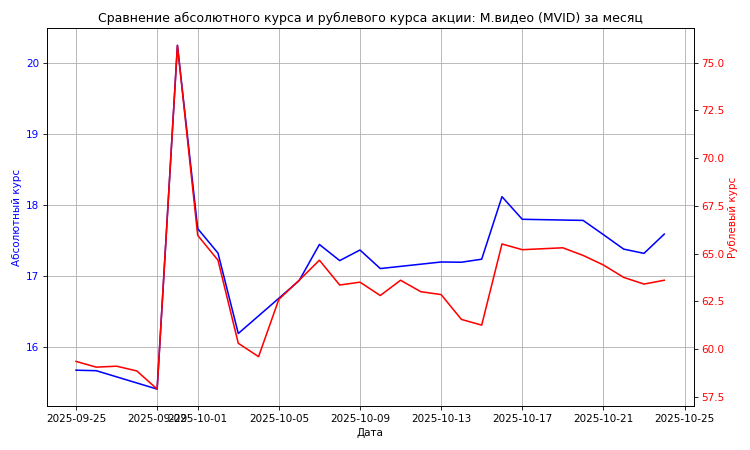 Сравнение абсолютного курса и рублевого курса акции: М.видео (MVID) за месяц
20
19
18
17
16
Абсолютный курс
75.0
72.5
70.0
67.5
65.0
62.5
60.0
57.5
Рублевый курс
2025-09-25 2025-09-29 2025-10-01 2025-10-05 2025-10-09 2025-10-13 2025-10-17 2025-10-21 2025-10-25
Дата